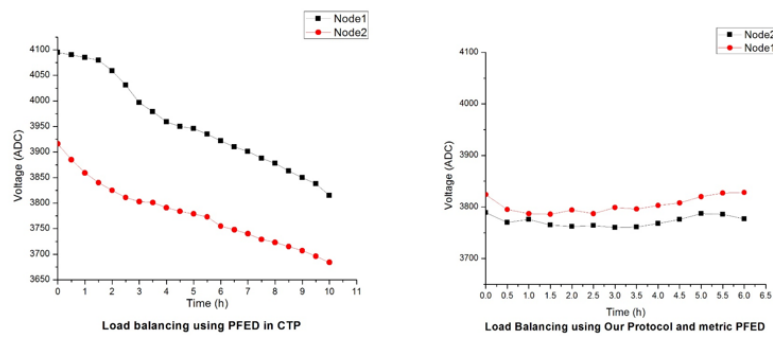 Node1
Node2
4100
4050
4000
3950
3900
3850
3800
3750
3700
3650
Voltage (ADC)
0 1 2 3 4 5 6 7 8 9 10 11
Time (h)
Load balancing using PFED in CTP
Node2
Node1
4100
4000
3900
3800
3700
Voltage (ADC)
0.0 0.5 1.0 1.5 2.0 2.5 3.0 3.5 4.0 4.5 5.0 5.5 6.0 6.5
Time (h)
Load Balancing using Our Protocol and metric PFED